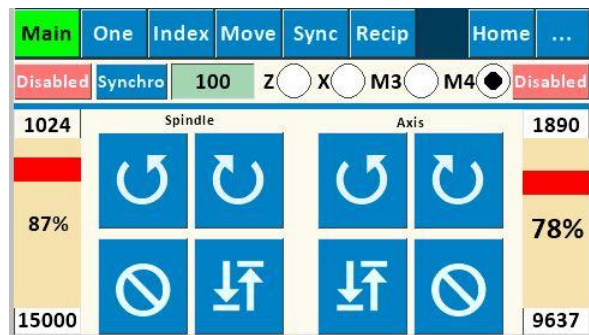 Main One Index Move Sync Recip Home ...
Disabled Synchro 100 Z X M3 M4 Disabled
1024 Spindle Axis 1890
87% 78%
15000 9637